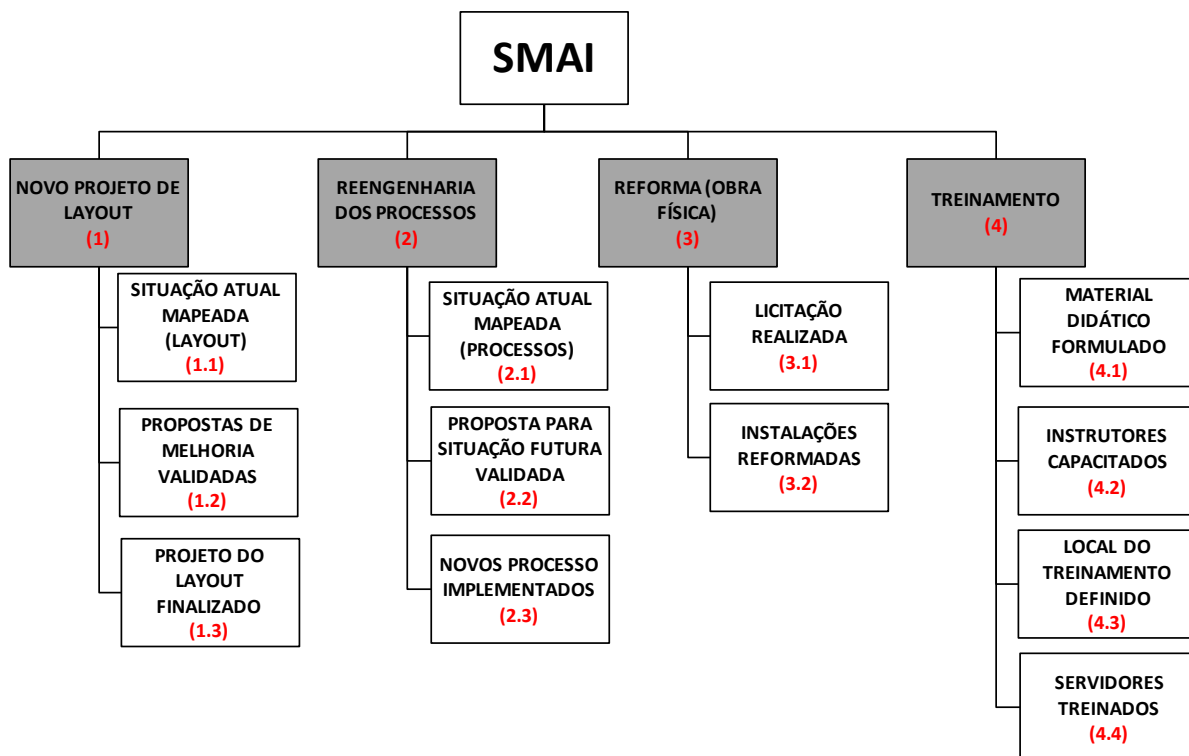 SMAI
NOVO PROJETO DE
LAYOUT
(1)
SITUAÇÃO ATUAL
MAPEADA
(LAYOUT)
(1.1)
PROPOSTAS DE
MELHORIA
VALIDADAS
(1.2)
PROJETO DO
LAYOUT
FINALIZADO
(1.3)
REENGENHARIA
DOS PROCESSOS
(2)
SITUAÇÃO ATUAL
MAPEADA
(PROCESSOS)
(2.1)
PROPOSTA PARA
SITUAÇÃO FUTURA
VALIDADA
(2.2)
NOVOS PROCESSO
IMPLEMENTADOS
(2.3)
REFORMA (OBRA
FÍSICA)
(3)
LICITAÇÃO
REALIZADA
(3.1)
INSTALAÇÕES
REFORMADAS
(3.2)
TREINAMENTO
(4)
MATERIAL
DIDÁTICO
FORMULADO
(4.1)
INSTRUTORES
CAPACITADOS
(4.2)
LOCAL DO
TREINAMENTO
DEFINIDO
(4.3)
SERVIDORES
TREINADOS
(4.4)